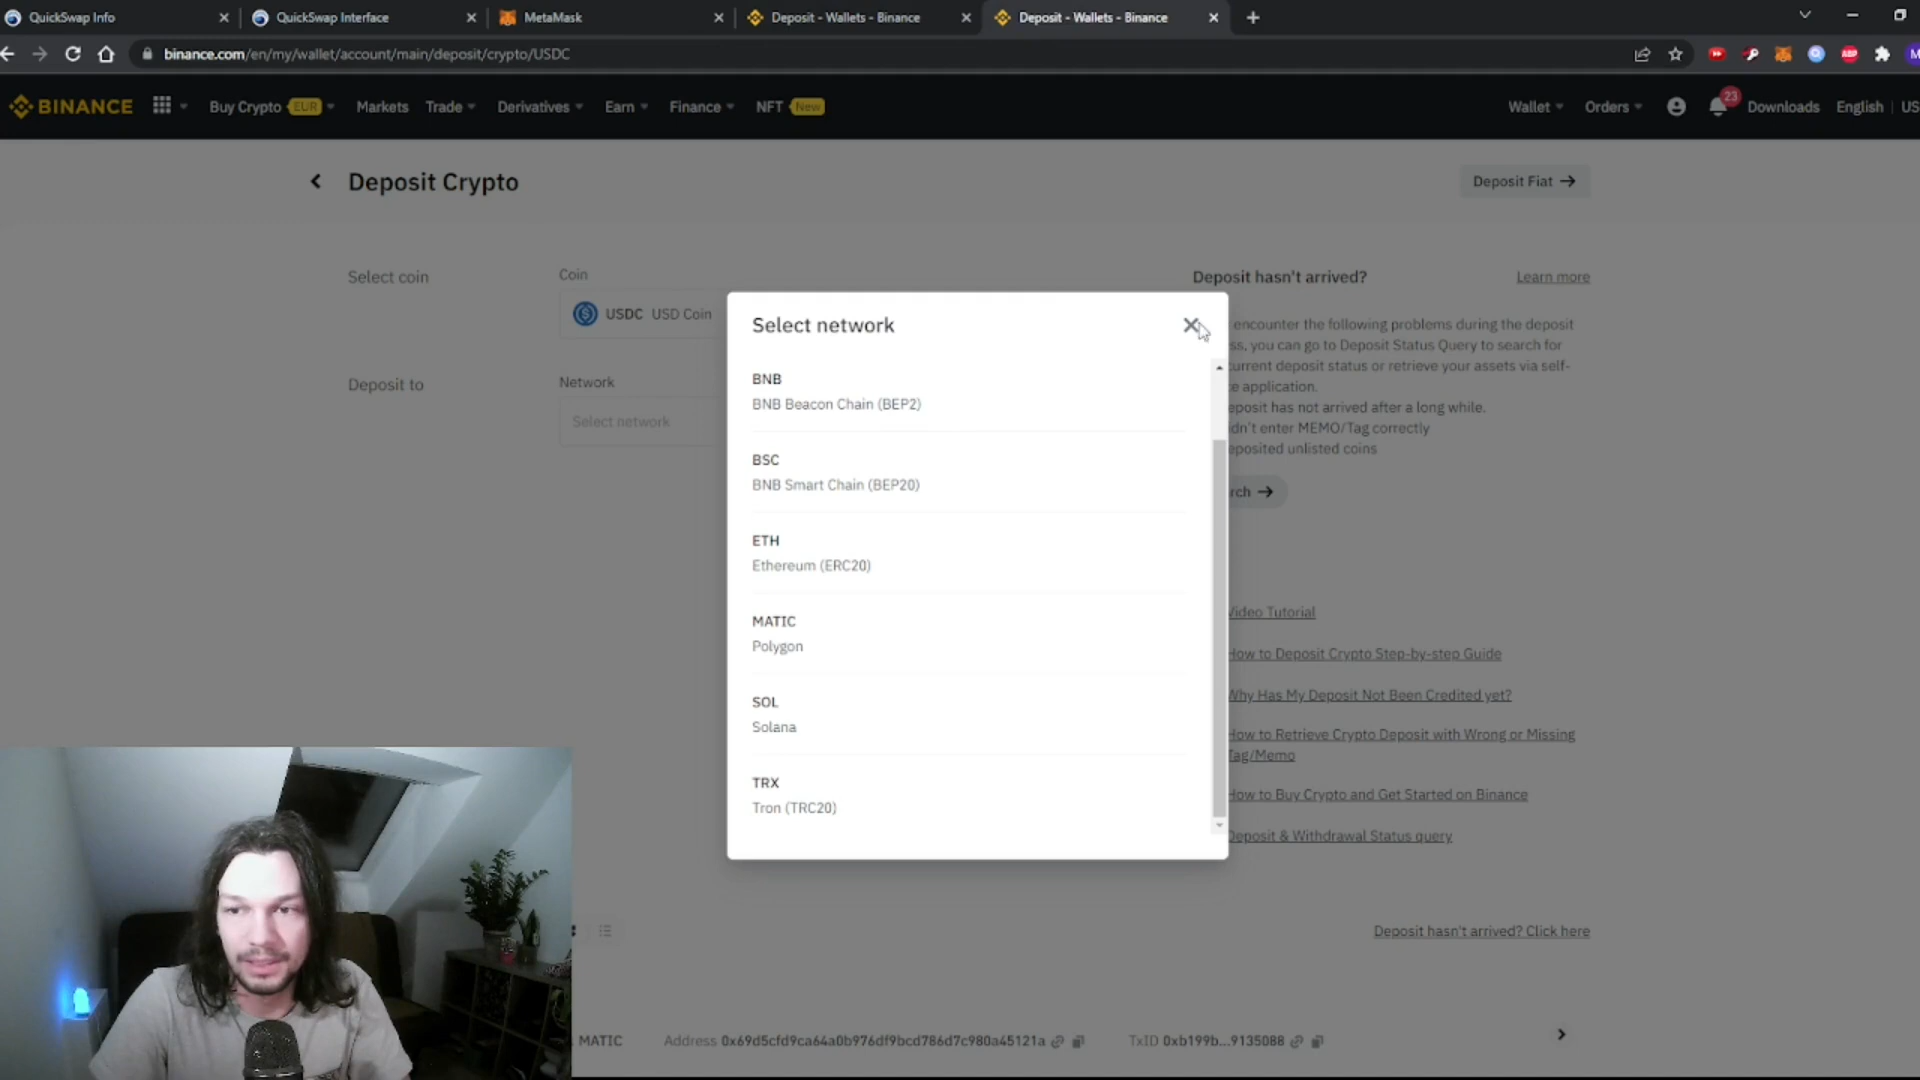 QuickSwap Info
QuickSwap Interface
MetaMask
Deposit - Wallets - Binance
Deposit - Wallets - Binance
binance.com/en/my/wallet/account/main/deposit/crypto/USDC
ABP
M
BINANCE
Buy Crypto EUR
Markets
Trade
Derivatives
Earn
Finance
NFT New
Wallet
Orders
23
Downloads
English | US
Deposit Crypto
Deposit Fiat →
Select coin
Coin
USDC USD Coin
Deposit to
Network
Select network
Select network
BNB
BNB Beacon Chain (BEP2)
BSC
BNB Smart Chain (BEP20)
ETH
Ethereum (ERC20)
MATIC
Polygon
SOL
Solana
TRX
Tron (TRC20)
Deposit hasn't arrived?
Learn more
encounter the following problems during the deposit
ss, you can go to Deposit Status Query to search for
current deposit status or retrieve your assets via self-
e application.
eposit has not arrived after a long while.
dn't enter MEMO/Tag correctly
eposited unlisted coins
rch →
Video Tutorial
How to Deposit Crypto Step-by-step Guide
Why Has My Deposit Not Been Credited yet?
How to Retrieve Crypto Deposit with Wrong or Missing
Tag/Memo
How to Buy Crypto and Get Started on Binance
Deposit & Withdrawal Status query
Deposit hasn't arrived? Click here
MATIC
Address 0x69d5cfd9ca64a0b976df9bcd786d7c980a45121a
TxID 0xb199b...9135088